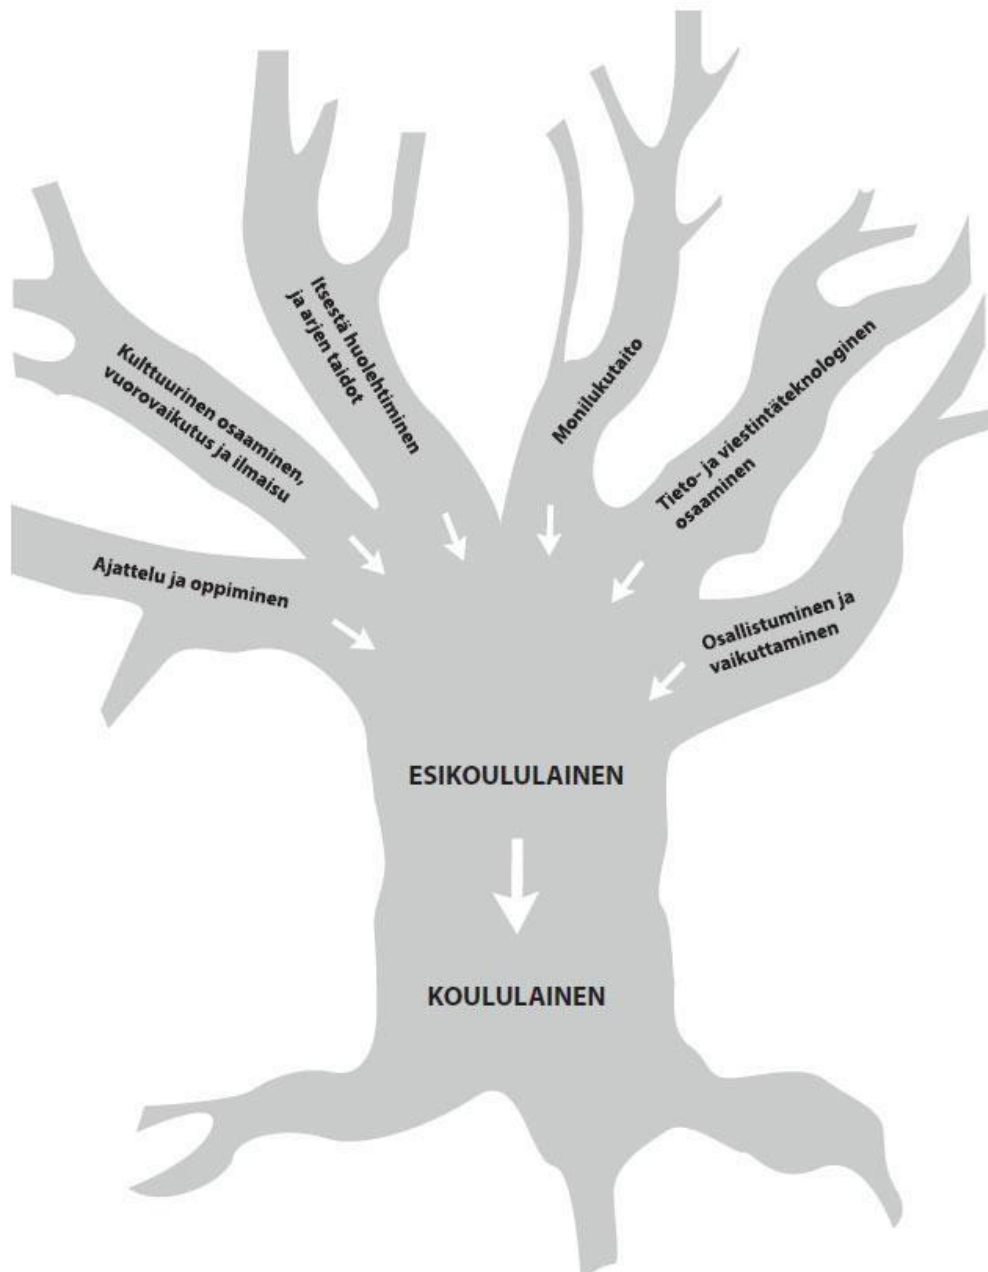 Ajattelu ja oppiminen
Kulttuurinen osaaminen,
vuorovaikutus ja ilmaisu
Itsestä huolehtiminen
ja arjen taidot
Monilukutaito
Tieto- ja viestintäteknologinen
osaaminen
Osallistuminen ja
vaikuttaminen
ESIKOULULAINEN
KOULULAINEN